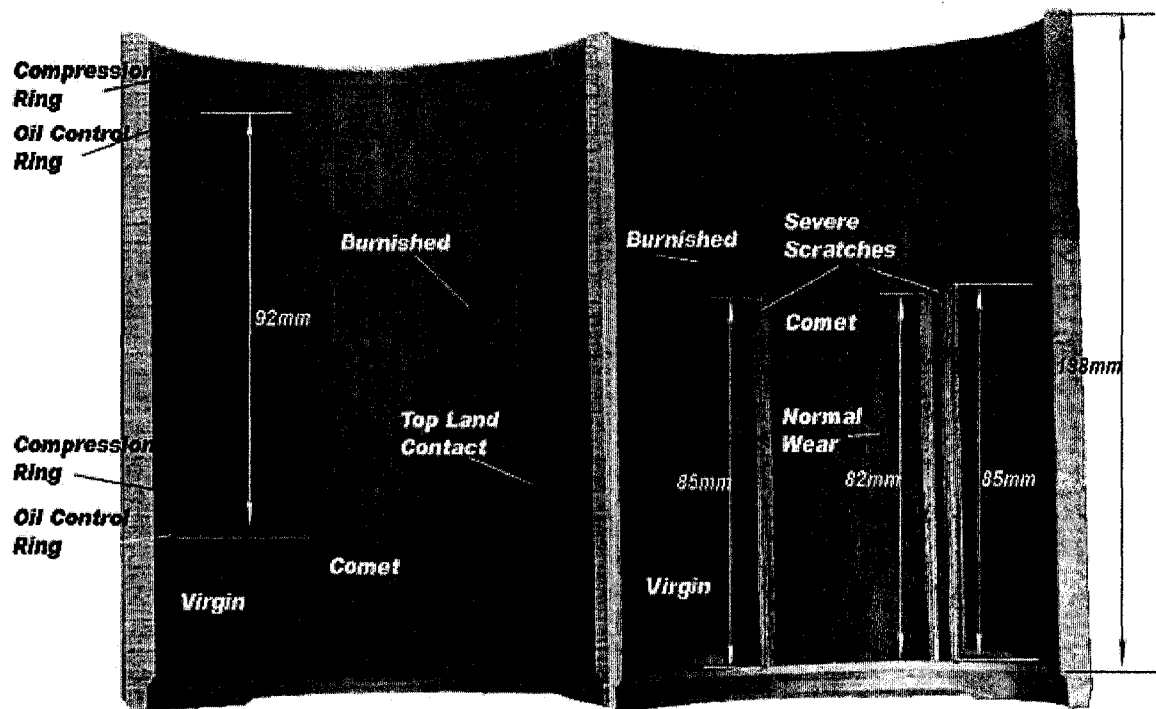 Compression
Ring
Oil Control
Ring
Burnished
92mm
Top Land
Contact
Compression
Ring
Oil Control
Ring
Comet
Virgin
Severe
Scratches
Burnished
Comet
138mm
Normal
Wear
85mm
82mm
85mm
Virgin